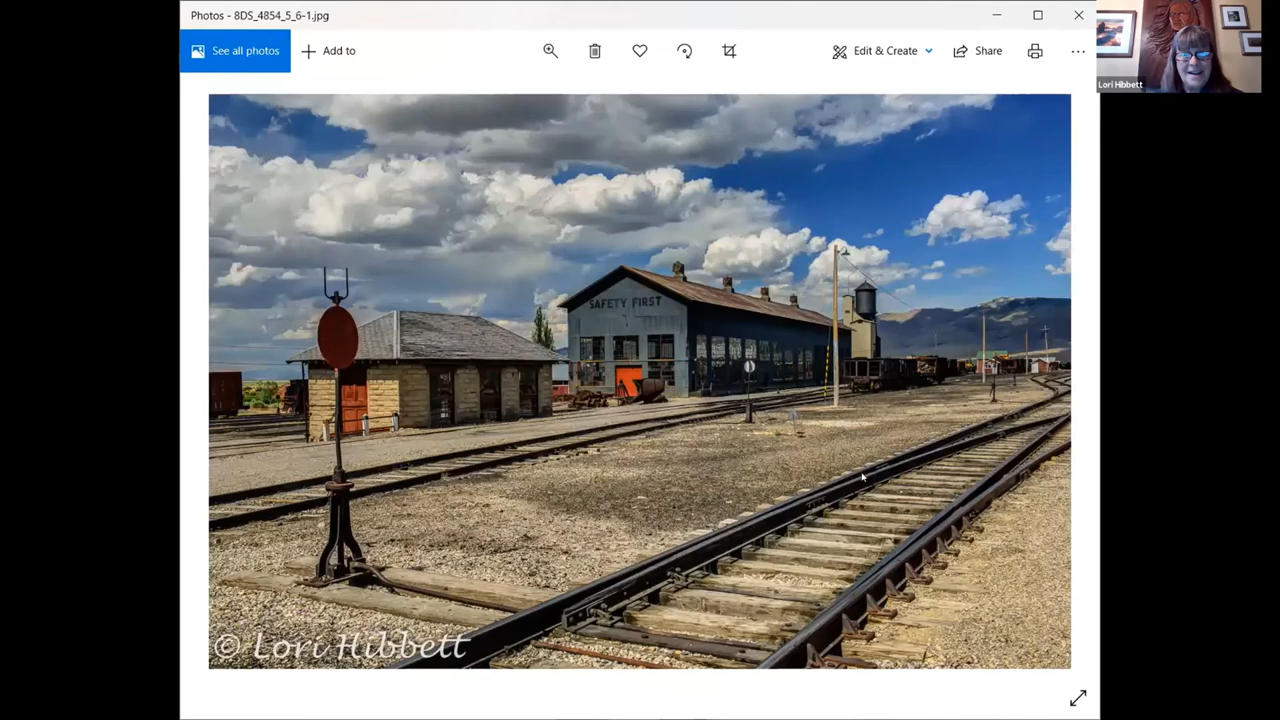 Photos - 8DS_4854_5_6-1.jpg
See all photos
Add to
Edit & Create
Share
Lori Hibbett
SAFETY FIRST
© Lori Hibbett